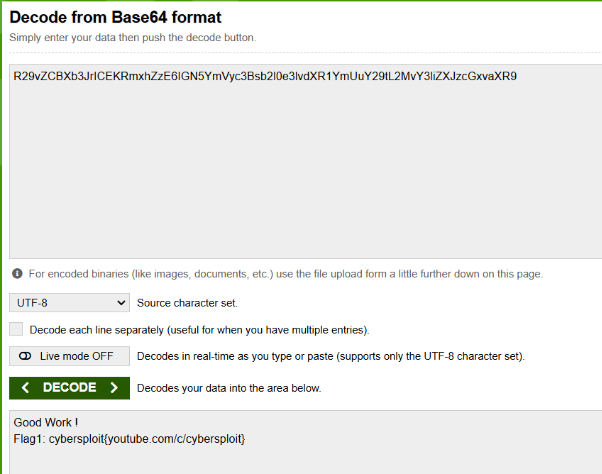 Decode from Base64 format
Simply enter your data then push the decode button.
R29vZCBXb3JrICEKRmxhZzE6IGN5YmVyc3Bsb2l0e3lvdXR1YmUuY29tL2MvY3liZXJzcGxvaXR9
For encoded binaries (like images, documents, etc.) use the file upload form a little further down on this page.
UTF-8 Source character set.
Decode each line separately (useful for when you have multiple entries).
Live mode OFF Decodes in real-time as you type or paste (supports only the UTF-8 character set).
DECODE Decodes your data into the area below.
Good Work !
Flag1: cybersploit{youtube.com/c/cybersploit}